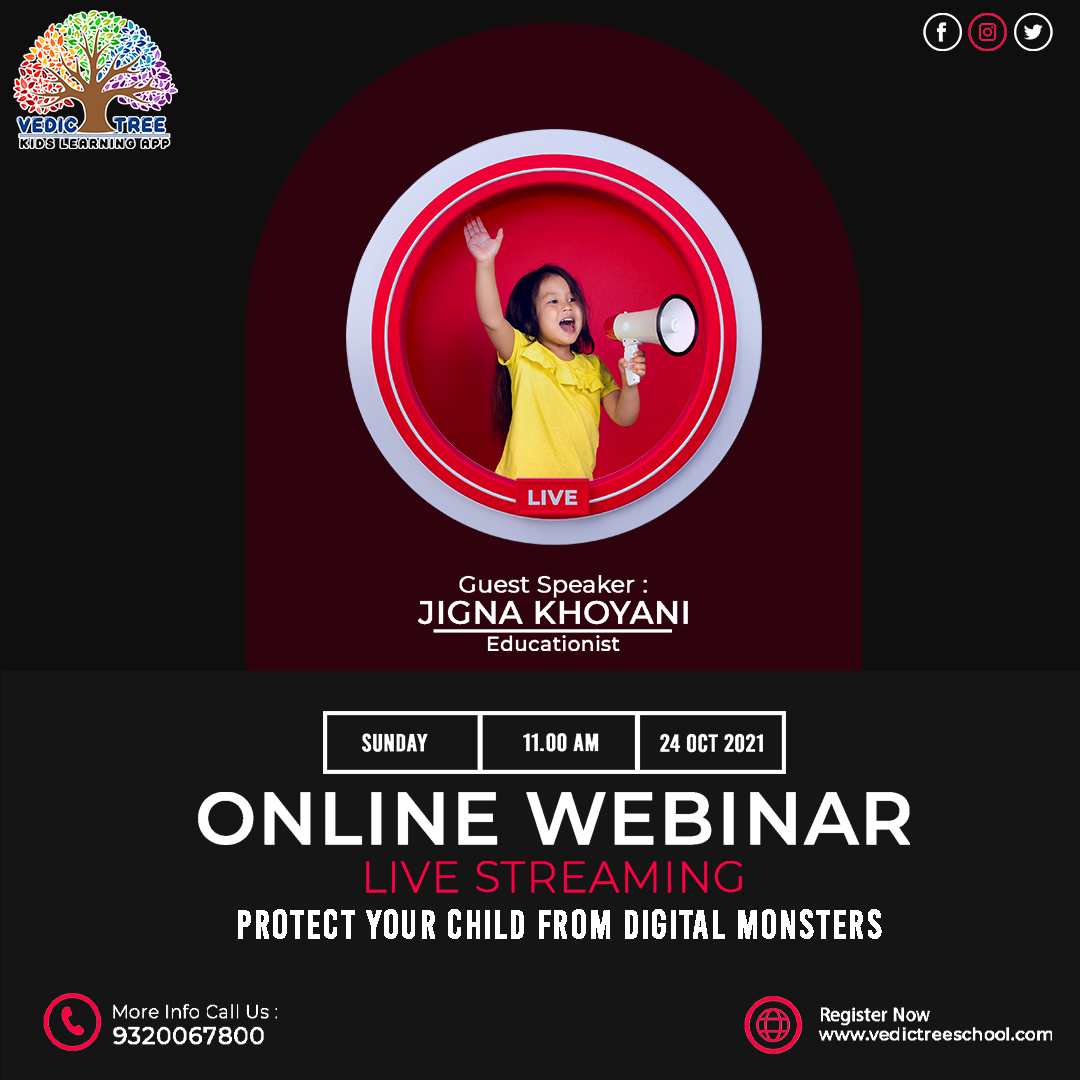 VEDIC TREE
KIDS LEARNING APP
LIVE
Guest Speaker :
JIGNA KHOYANI
Educationist
SUNDAY
11.00 AM
24 OCT 2021
ONLINE WEBINAR
LIVE STREAMING
PROTECT YOUR CHILD FROM DIGITAL MONSTERS
More Info Call Us :
9320067800
Register Now
www.vedictreeschool.com